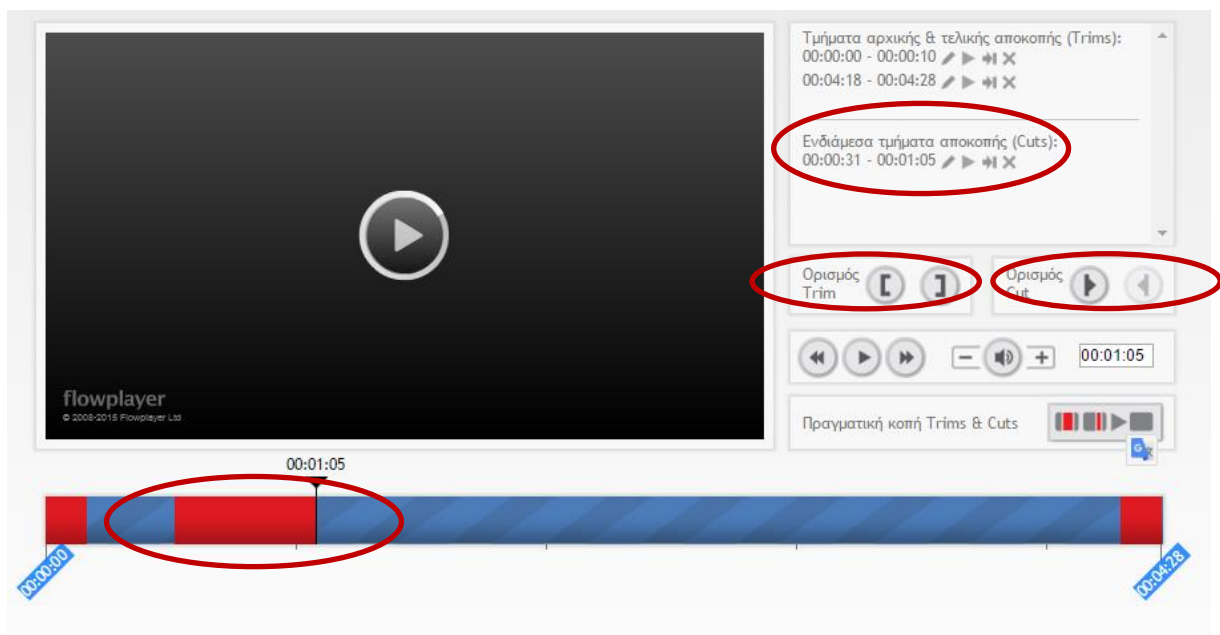 Τμήματα αρχικής & τελικής αποκοπής (Trims):
00:00:00 - 00:00:10
00:04:18 - 00:04:28
Ενδιάμεσα τμήματα αποκοπής (Cuts):
00:00:31 - 00:01:05
Ορισμός
Trim
Ορισμός
Cut
00:01:05
flowplayer
© 2008-2015 Flowplayer Ltd
Πραγματική κοπή Trims & Cuts
00:01:05
00:00:00
00:04:28